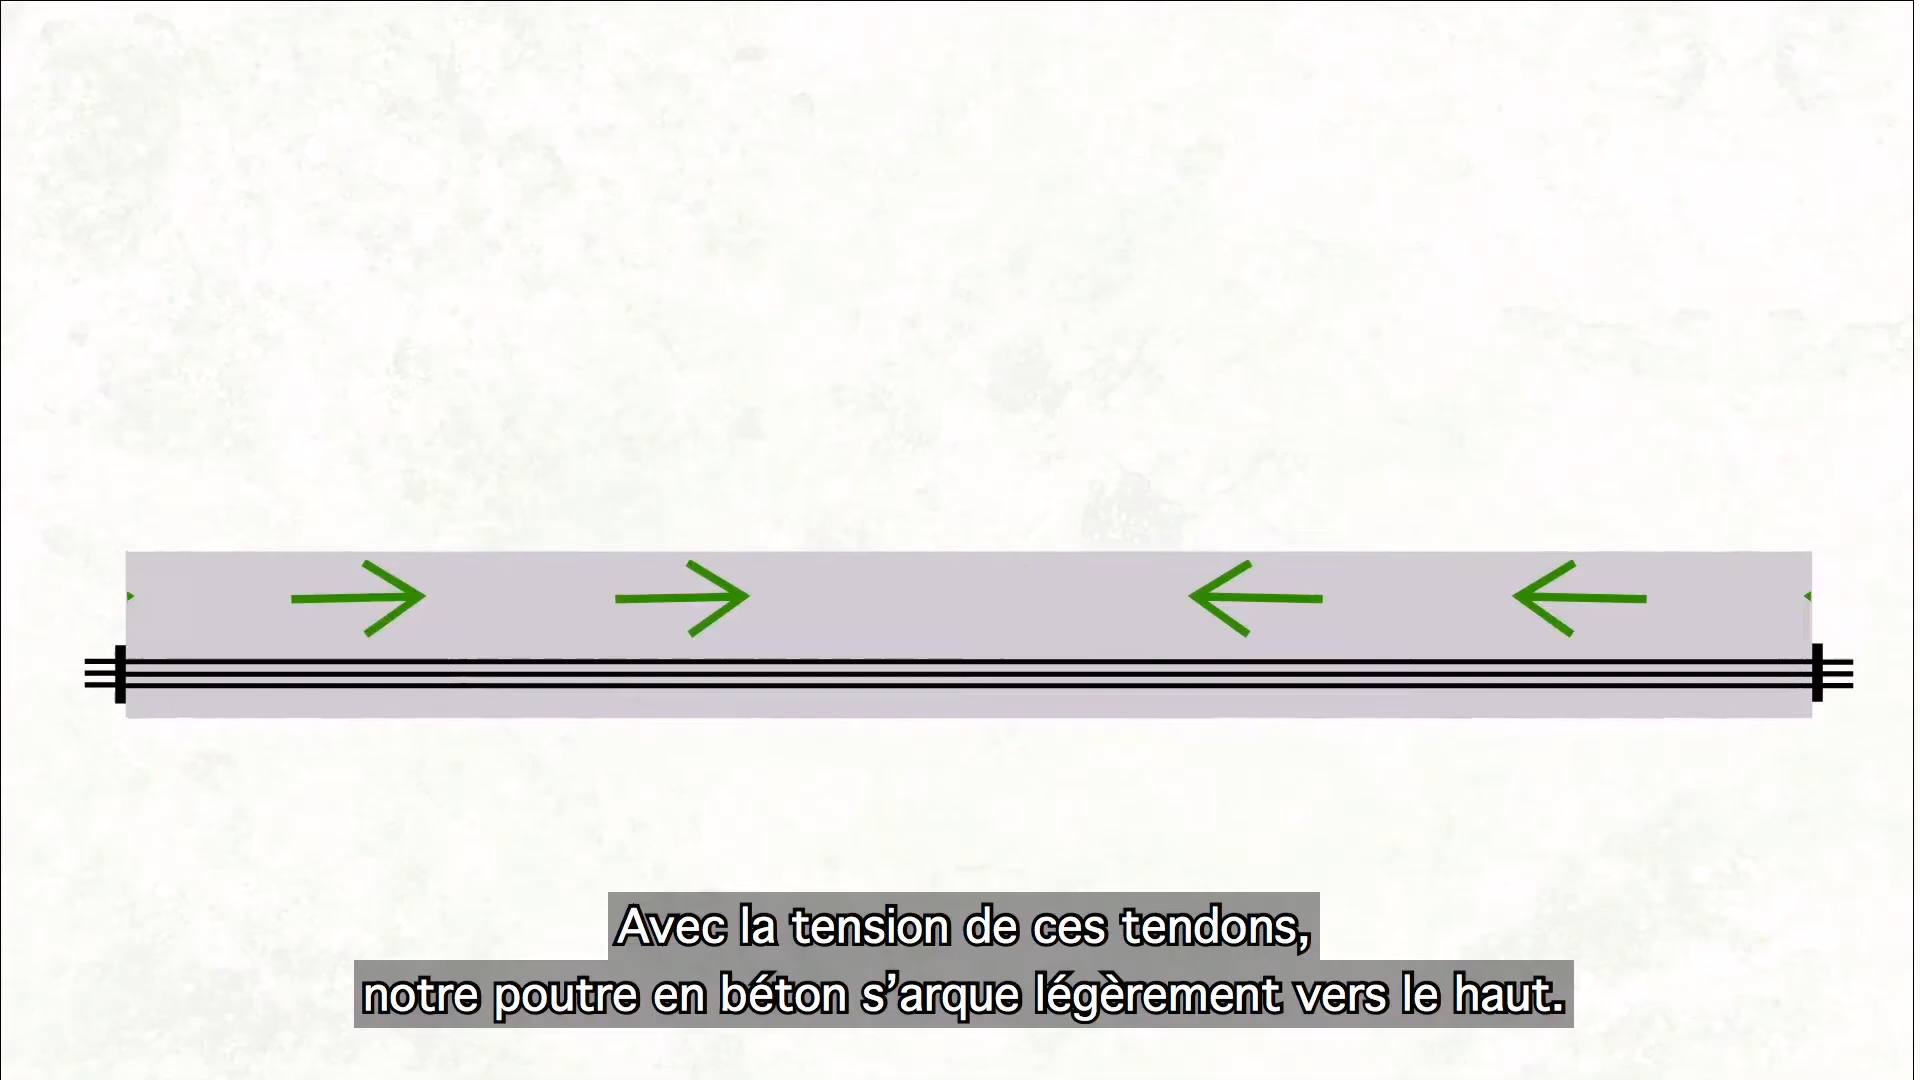 Avec la tension de ces tendons,
notre poutre en béton s’arque légèrement vers le haut.